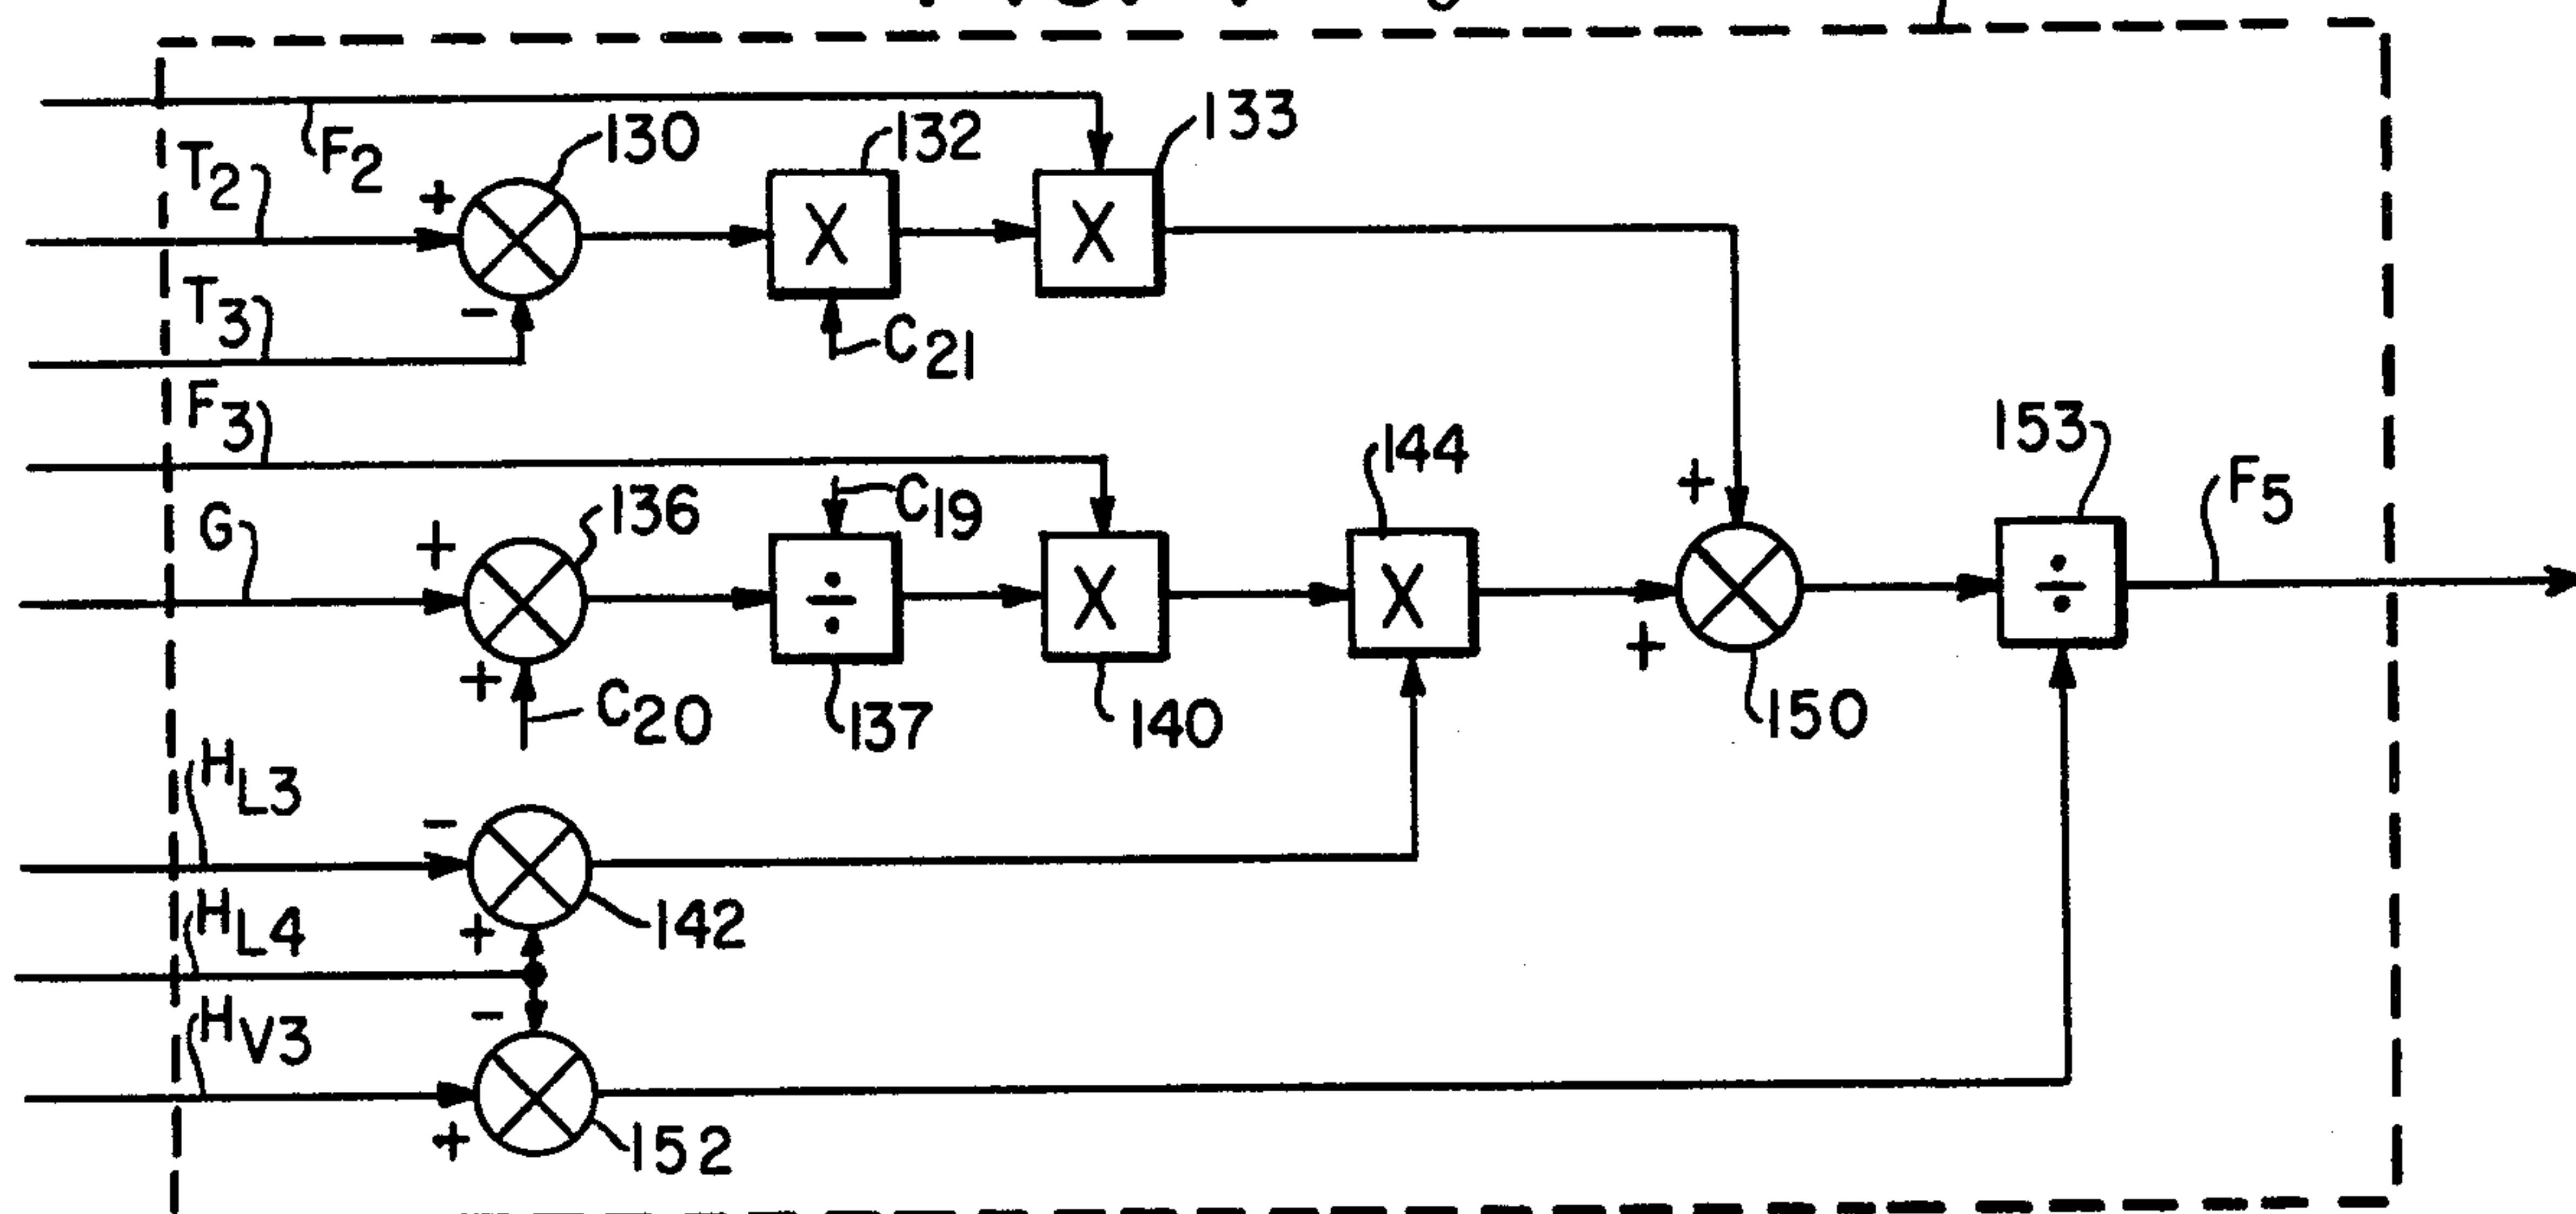 F2
130
132
133
T2
+
X
X
T3
-
C21
F3
144
153
+
F5
G
+
136
C19
÷
X
X
÷
+
C20
137
140
+
150
HL3
-
142
HL4
+
-
HV3
+
152